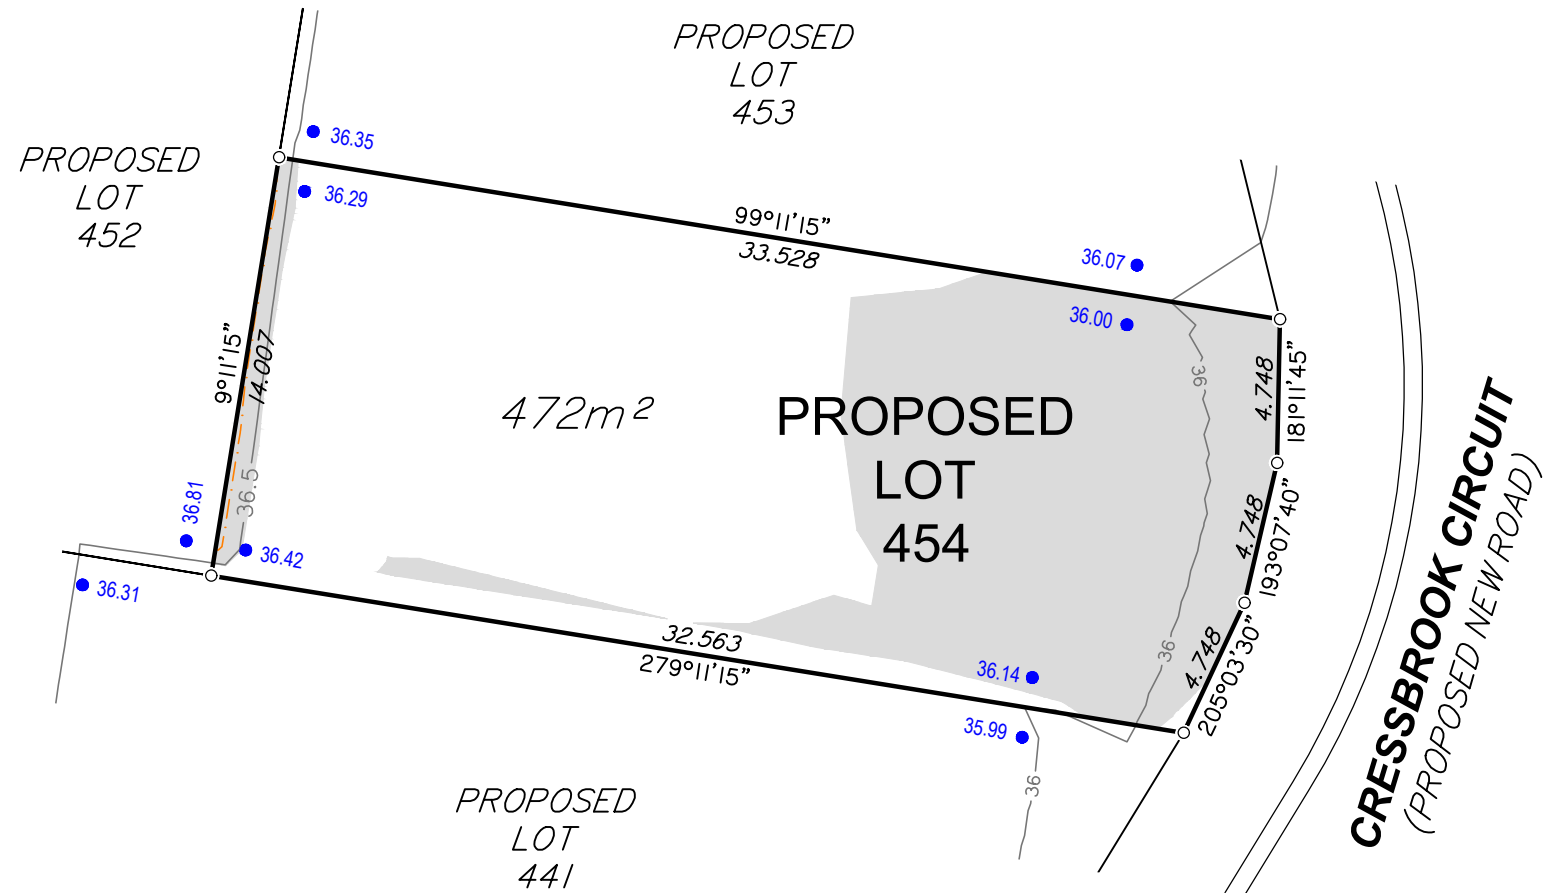 PROPOSED
LOT
453
PROPOSED
LOT
452
36.35
36.29
99°11'15"
33.528
36.07
36.00
9°11'15"
14.007
36.5
36.81
36.42
36.31
472m²
PROPOSED
LOT
454
36
4.748
181°11'45"
4.748
193°07'40"
4.748
205°03'30"
36
32.563
279°11'15"
36.14
35.99
36
PROPOSED
LOT
441
CRESSBROOK CIRCUIT
(PROPOSED NEW ROAD)